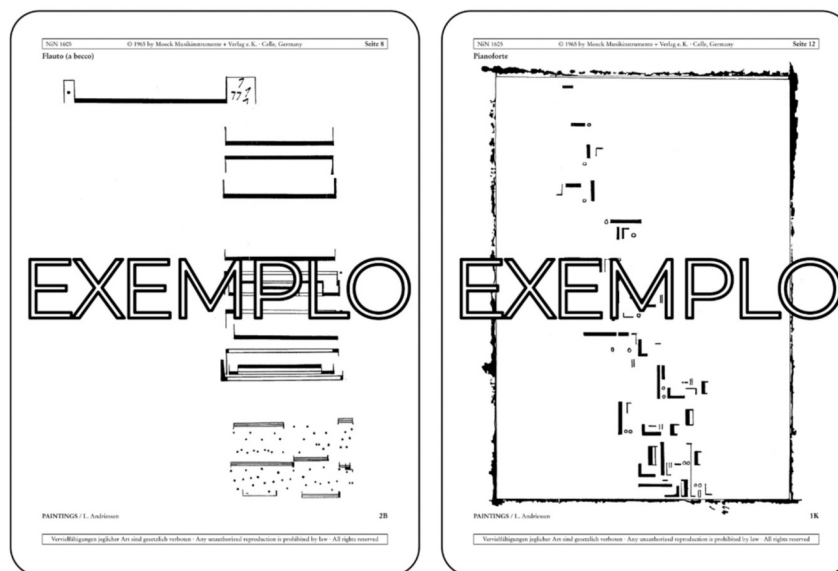 NiN 1605 © 1965 by Moeck Musikinstrumente + Verlag e. K. · Celle, Germany Seite 8
Flauto (a becco)
EXEMPLO
PAINTINGS / L. Andriessen 2B
Vervielfältigungen jeglicher Art sind gesetzlich verboten · Any unauthorized reproduction is prohibited by law · All rights reserved
NiN 1605 © 1965 by Moeck Musikinstrumente + Verlag e. K. · Celle, Germany Seite 12
Pianoforte
EXEMPLO
PAINTINGS / L. Andriessen 1K
Vervielfältigungen jeglicher Art sind gesetzlich verboten · Any unauthorized reproduction is prohibited by law · All rights reserved